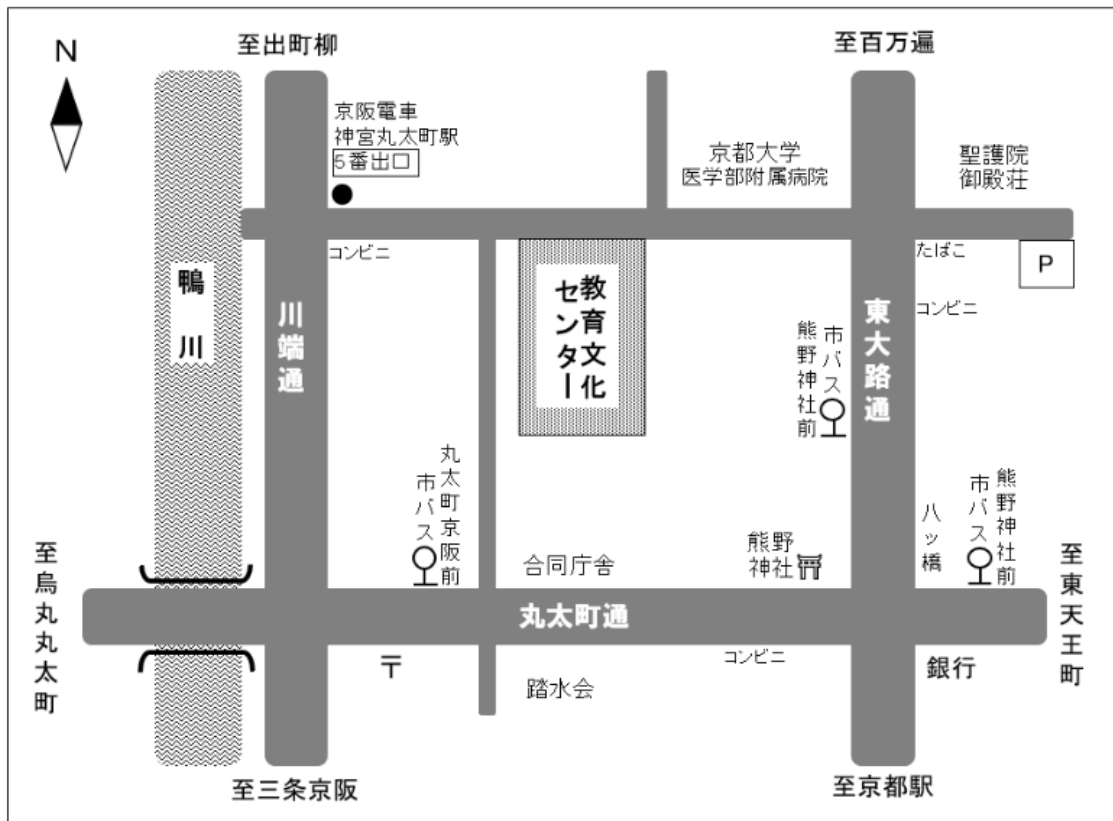 N
至出町柳
至百万遍
京阪電車
神宮丸太町駅
5番出口
京都大学
医学部附属病院
聖護院
御殿荘
コンビニ
たばこ
P
コンビニ
鴨川
川端通
教育文化
センター
東大路通
市バス
熊野神社前
丸太町京阪前
市バス
熊野神社前
市バス
八ッ橋
合同庁舎
熊野
神社
至烏丸丸太町
丸太町通
至東天王町
〒
コンビニ
銀行
踏水会
至三条京阪
至京都駅